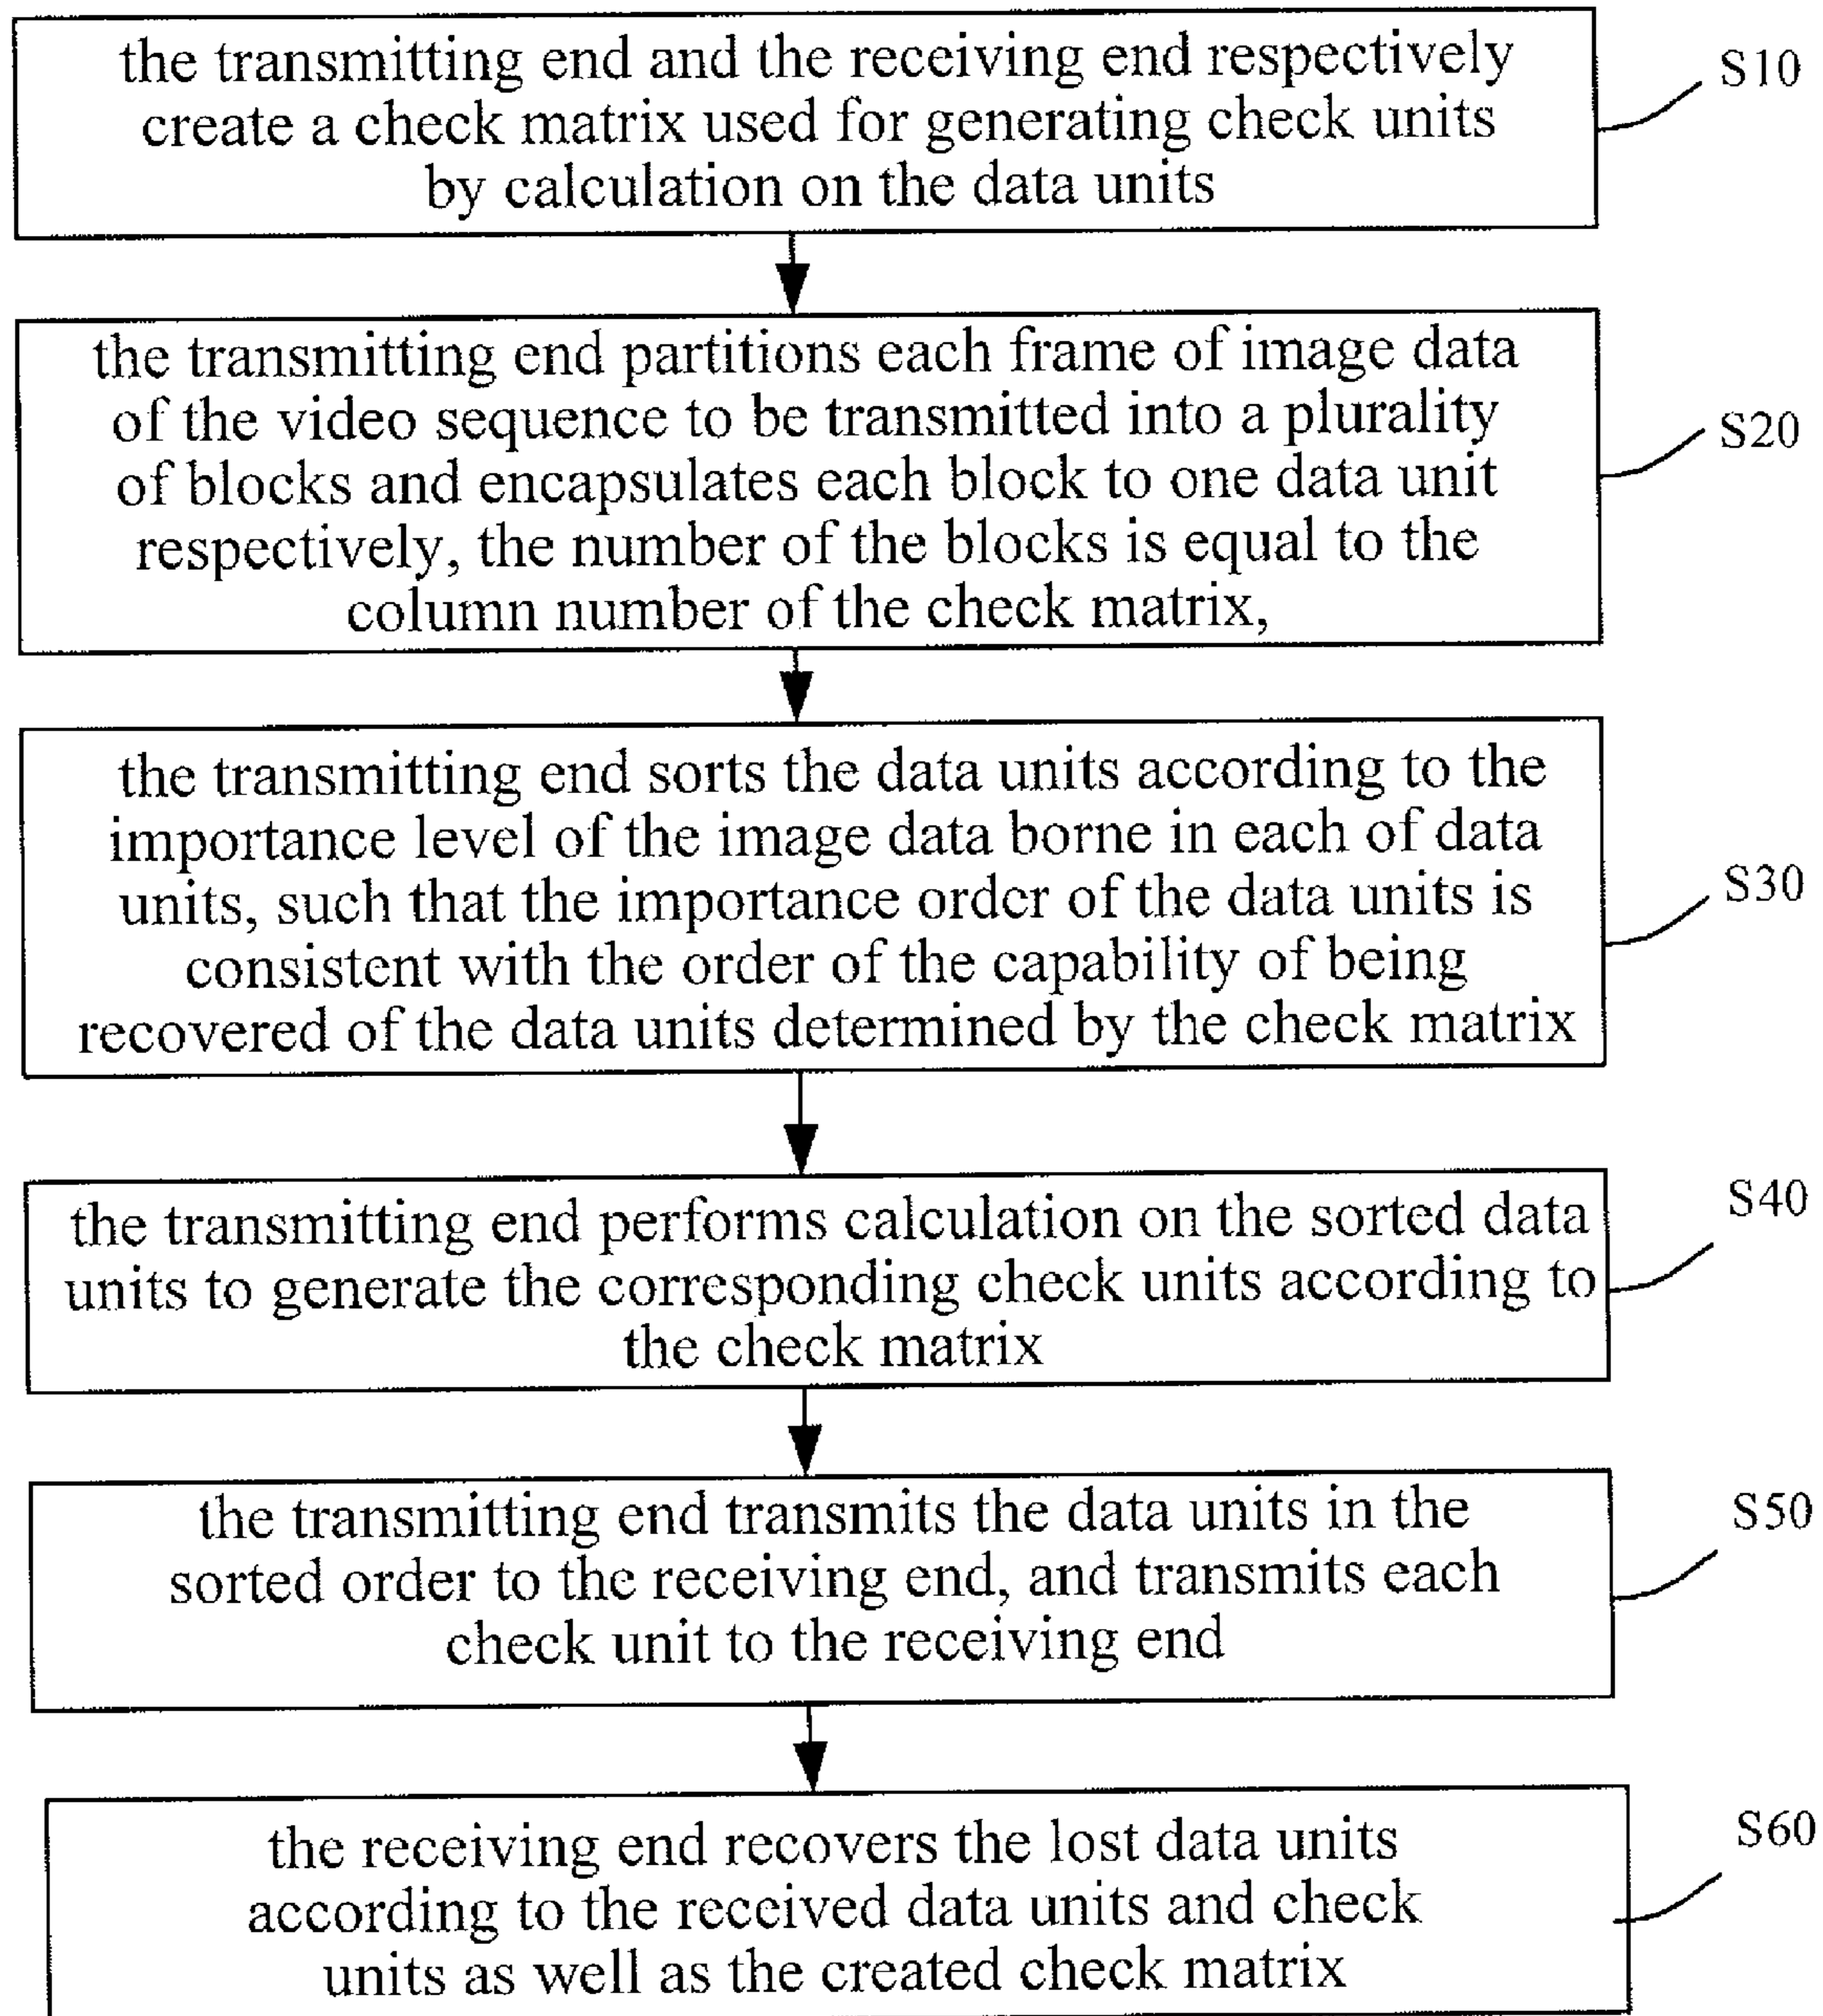 the transmitting end and the receiving end respectively
create a check matrix used for generating check units
by calculation on the data units
S10
the transmitting end partitions each frame of image data
of the video sequence to be transmitted into a plurality
of blocks and encapsulates each block to one data unit
respectively, the number of the blocks is equal to the
column number of the check matrix,
S20
the transmitting end sorts the data units according to the
importance level of the image data borne in each of data
units, such that the importance order of the data units is
consistent with the order of the capability of being
recovered of the data units determined by the check matrix
S30
the transmitting end performs calculation on the sorted data
units to generate the corresponding check units according to
the check matrix
S40
the transmitting end transmits the data units in the
sorted order to the receiving end, and transmits each
check unit to the receiving end
S50
the receiving end recovers the lost data units
according to the received data units and check
units as well as the created check matrix
S60